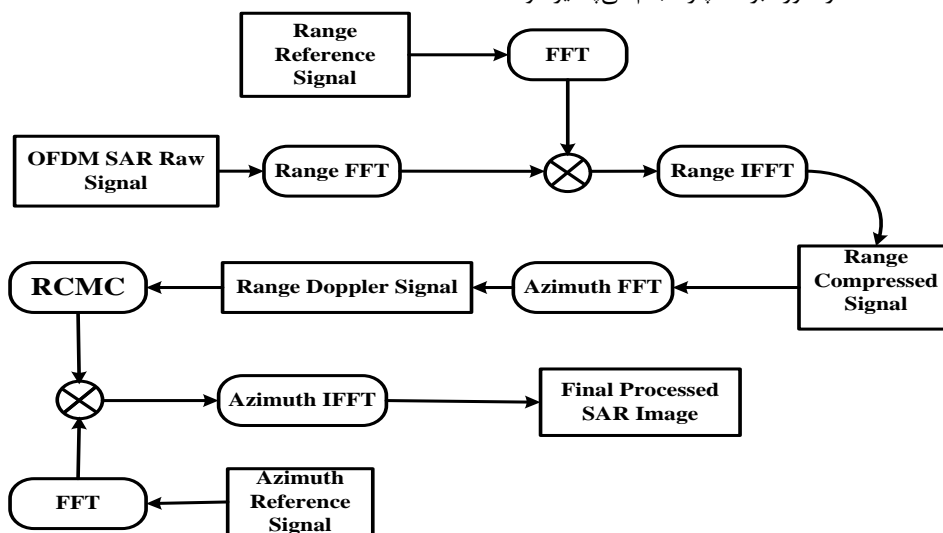 Range
Reference
Signal
FFT
OFDM SAR Raw
Signal
Range FFT
Range IFFT
Range
Compressed
Signal
Azimuth FFT
Range Doppler Signal
RCMC
Azimuth IFFT
Final Processed
SAR Image
FFT
Azimuth
Reference
Signal